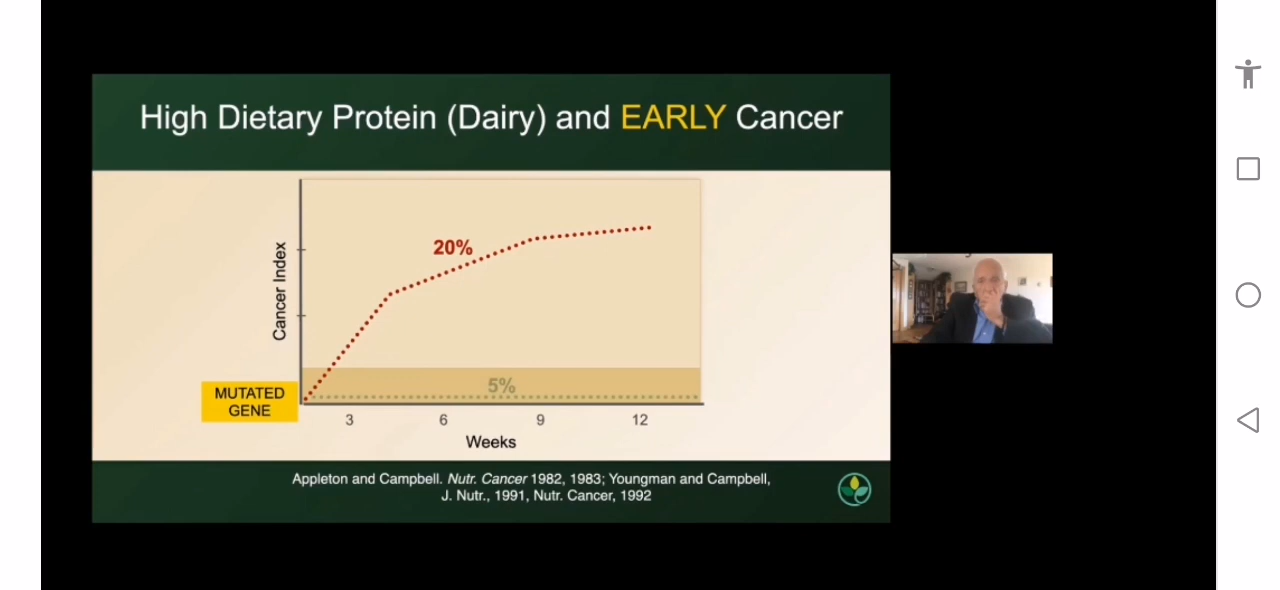 High Dietary Protein (Dairy) and EARLY Cancer
20%
Cancer Index
5%
MUTATED
GENE
3 6 9 12
Weeks
Appleton and Campbell. Nutr. Cancer 1982, 1983; Youngman and Campbell,
J. Nutr., 1991, Nutr. Cancer, 1992